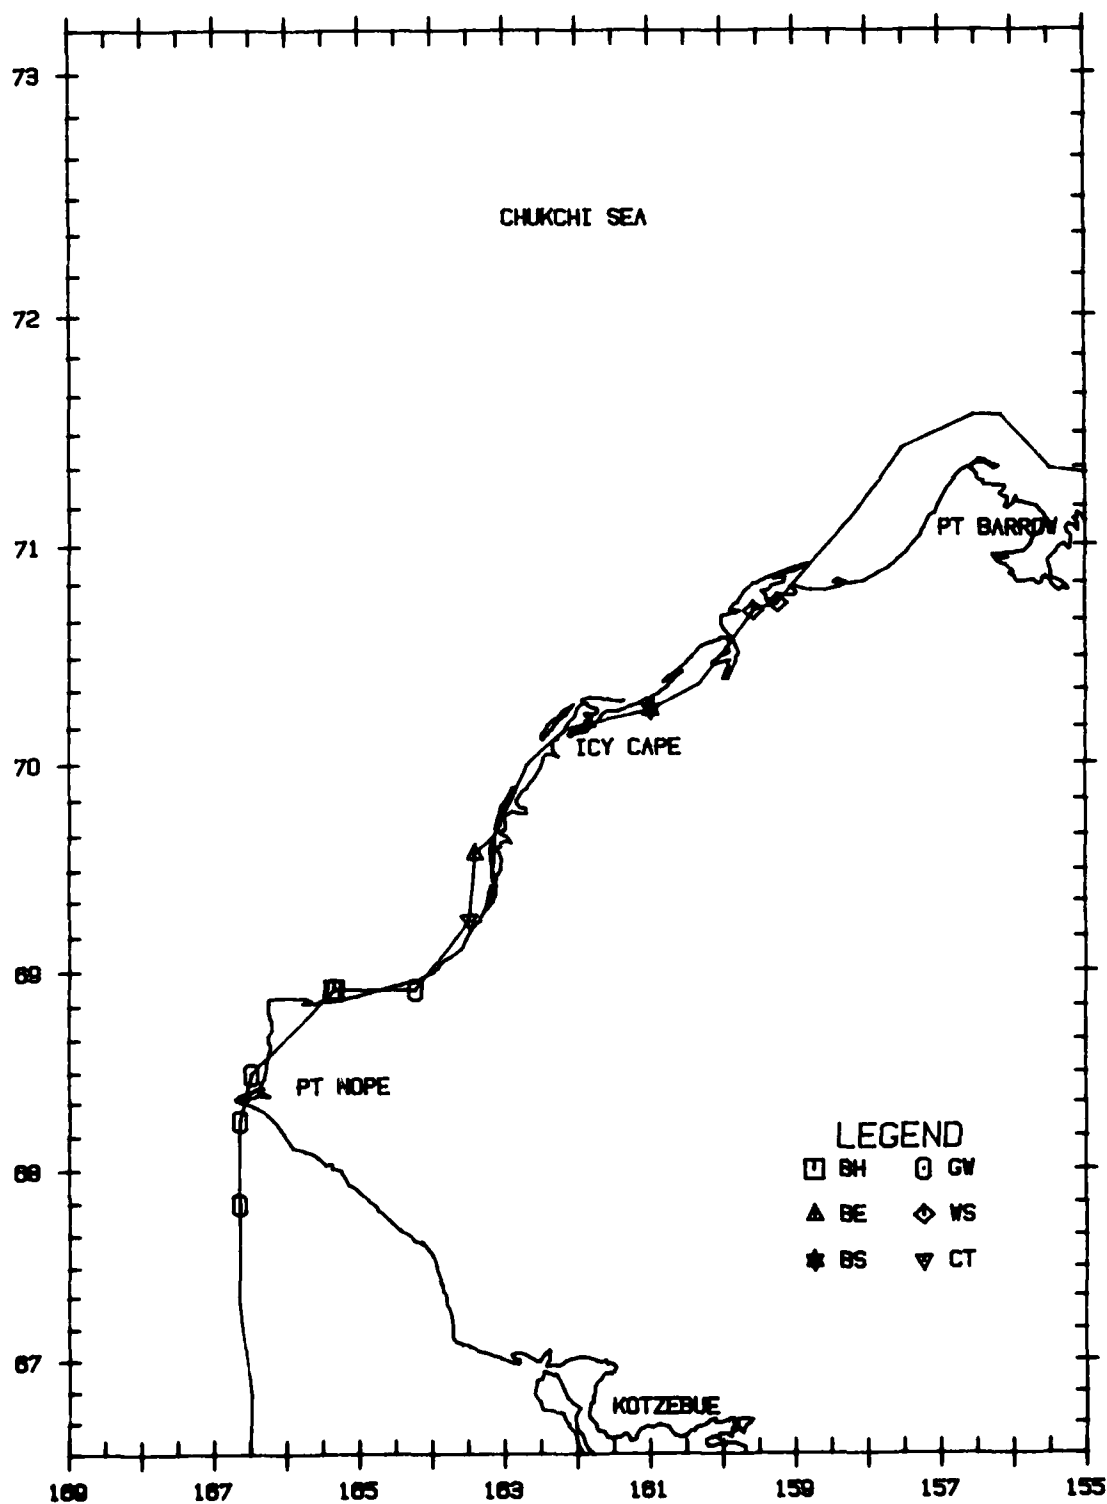 73
CHUKCHI SEA
72
71
PT BARROW
70
ICY CAPE
69
PT HOPE
68
LEGEND
BH GW
BE WS
BS CT
67
KOTZEBUE
169 167 165 163 161 159 157 155